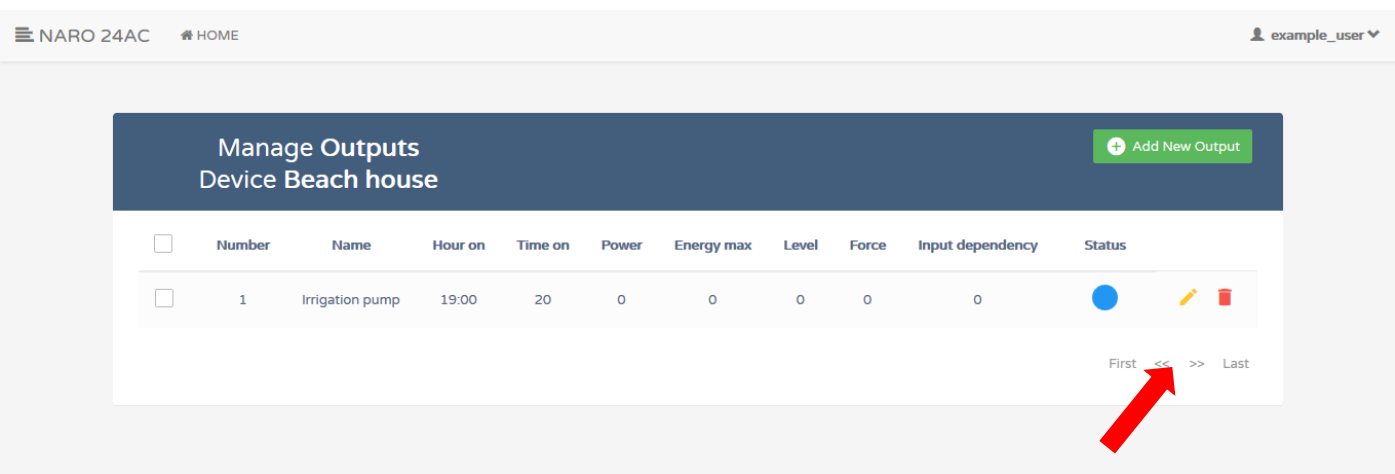 NARO 24AC HOME example_user
Manage Outputs
Device Beach house
Add New Output
Number Name Hour on Time on Power Energy max Level Force Input dependency Status
1 Irrigation pump 19:00 20 0 0 0 0 0
First << >> Last